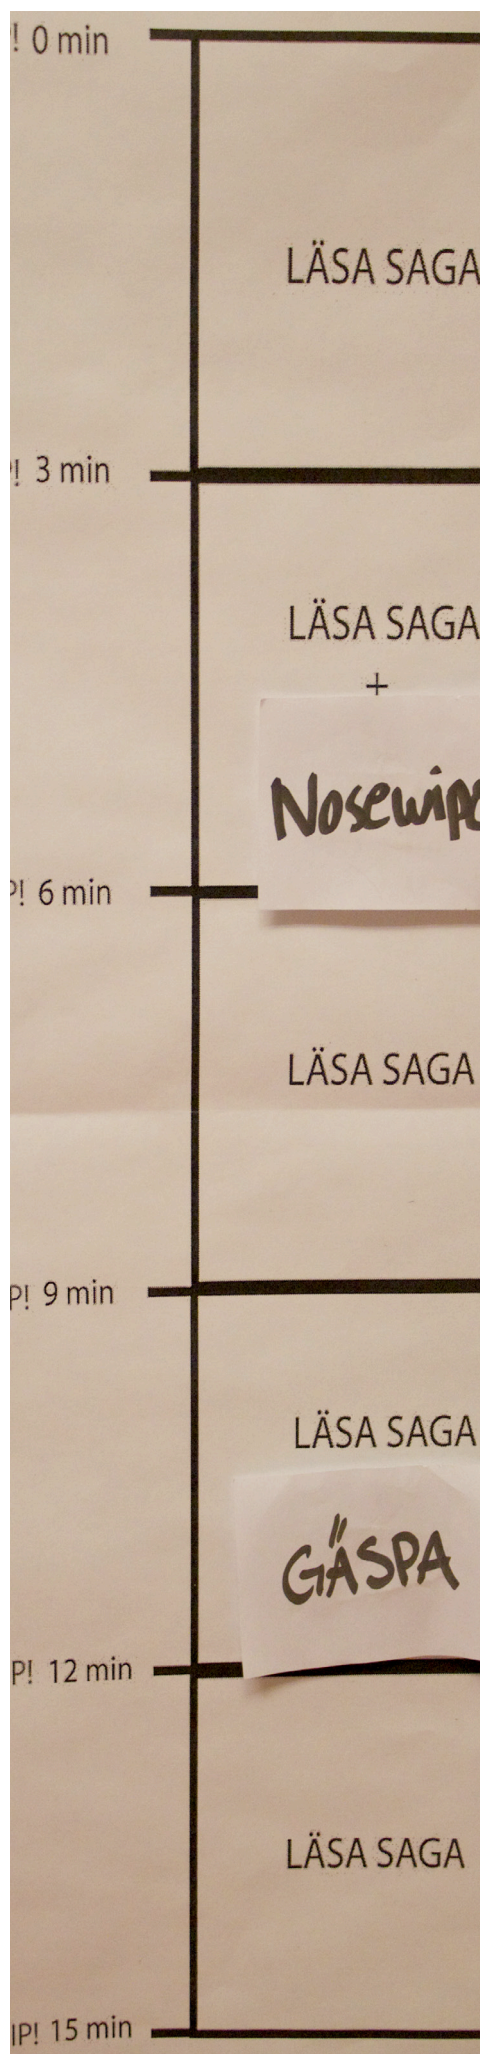 ! 0 min
LÄSA SAGA
! 3 min
LÄSA SAGA
+
Nosewipe
P! 6 min
LÄSA SAGA
P! 9 min
LÄSA SAGA
GÄSPA
P! 12 min
LÄSA SAGA
IP! 15 min